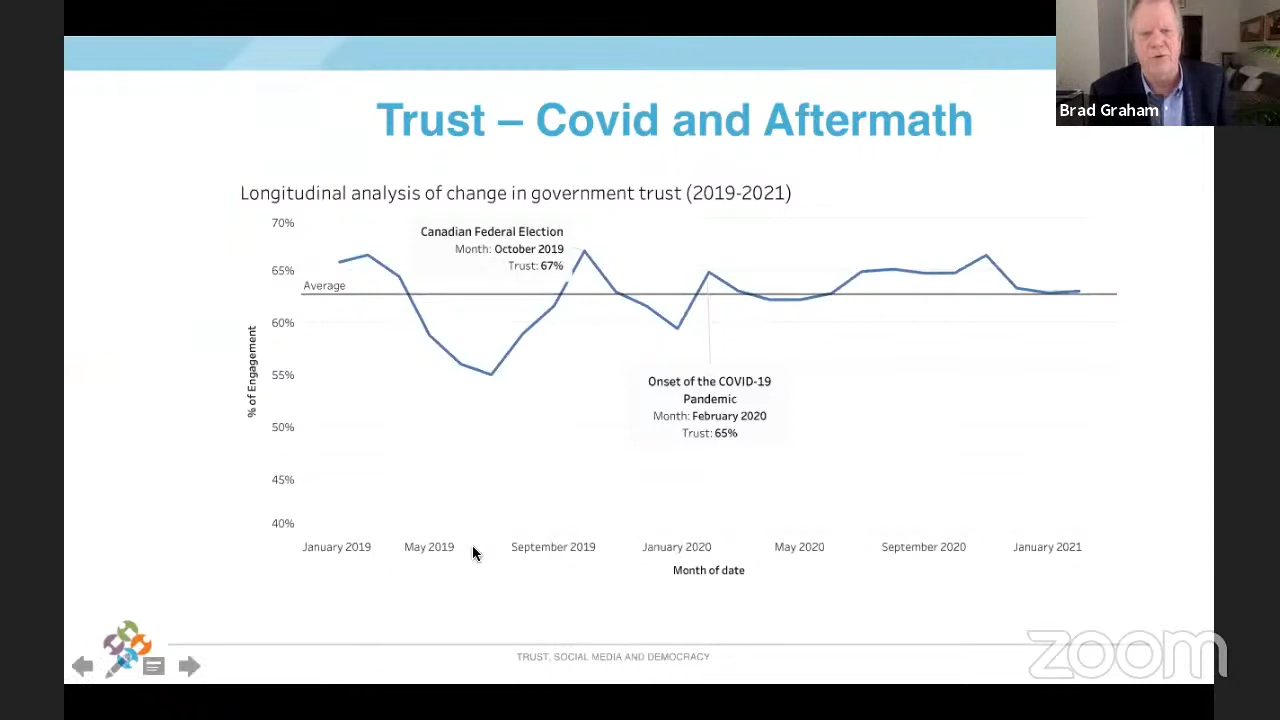 Brad Graham
Trust – Covid and Aftermath
Longitudinal analysis of change in government trust (2019-2021)
70%
65%
60%
55%
50%
45%
40%
% of Engagement
Average
Canadian Federal Election
Month: October 2019
Trust: 67%
Onset of the COVID-19
Pandemic
Month: February 2020
Trust: 65%
January 2019 May 2019 September 2019 January 2020 May 2020 September 2020 January 2021
Month of date
TRUST, SOCIAL MEDIA AND DEMOCRACY
zoom